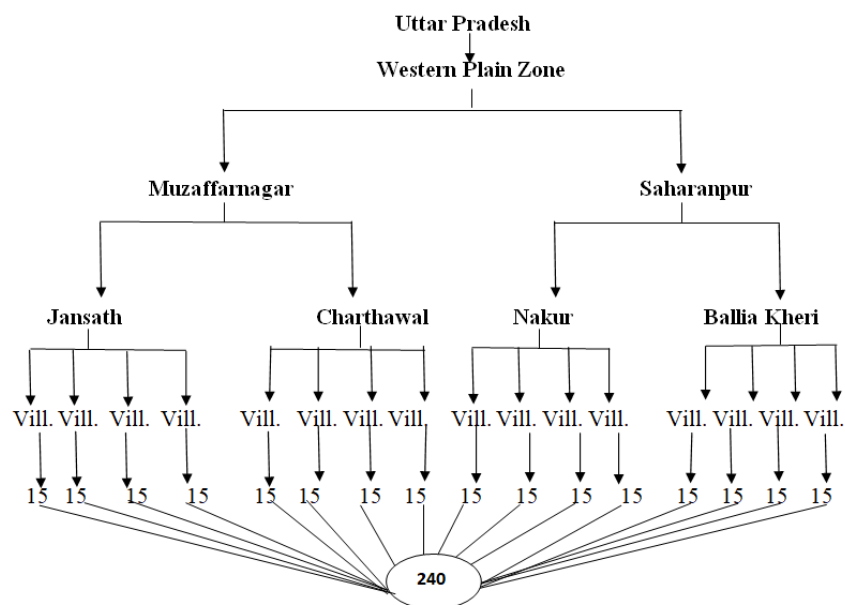 Uttar Pradesh
Western Plain Zone
Muzaffarnagar Saharanpur
Jansath Charthawal Nakur Ballia Kheri
Vill. Vill. Vill. Vill. Vill. Vill. Vill. Vill. Vill. Vill. Vill. Vill. Vill. Vill. Vill. Vill.
15 15 15 15 15 15 15 15 15 15 15 15 15 15 15 15
240